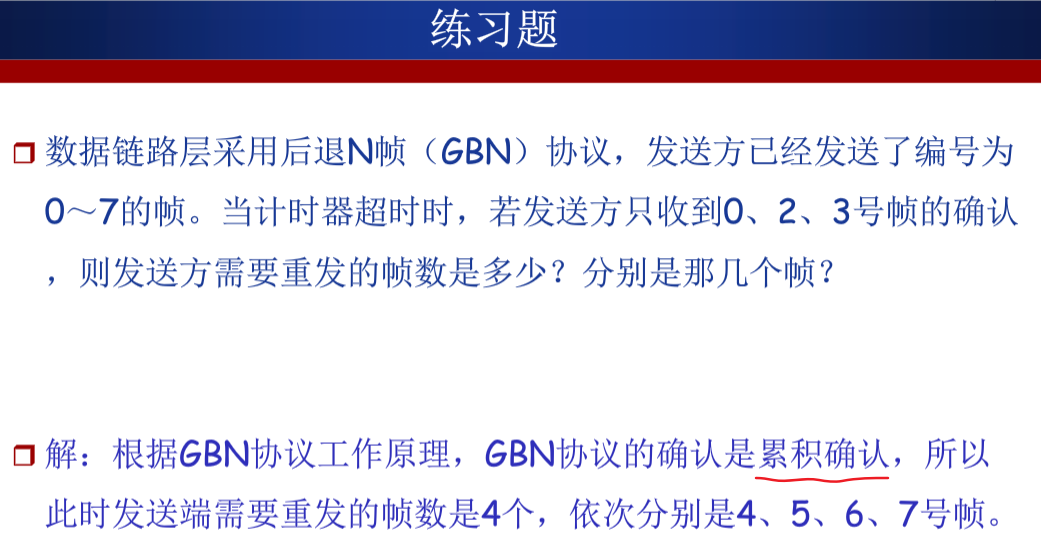 练习题
数据链路层采用后退N帧（GBN）协议，发送方已经发送了编号为
0～7的帧。当计时器超时时，若发送方只收到0、2、3号帧的确认
，则发送方需要重发的帧数是多少？分别是那几个帧？
解：根据GBN协议工作原理，GBN协议的确认是累积确认，所以
此时发送端需要重发的帧数是4个，依次分别是4、5、6、7号帧。